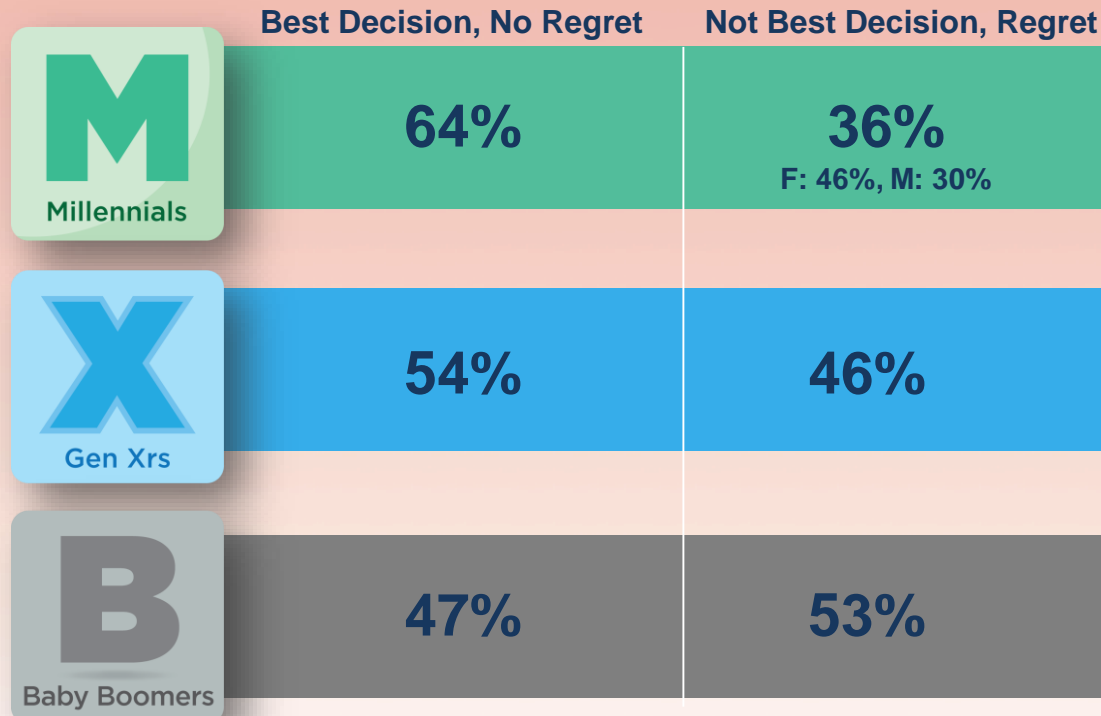 Best Decision, No Regret
Not Best Decision, Regret
M
Millennials
64%
36%
F: 46%, M: 30%
X
Gen Xrs
54%
46%
B
Baby Boomers
47%
53%